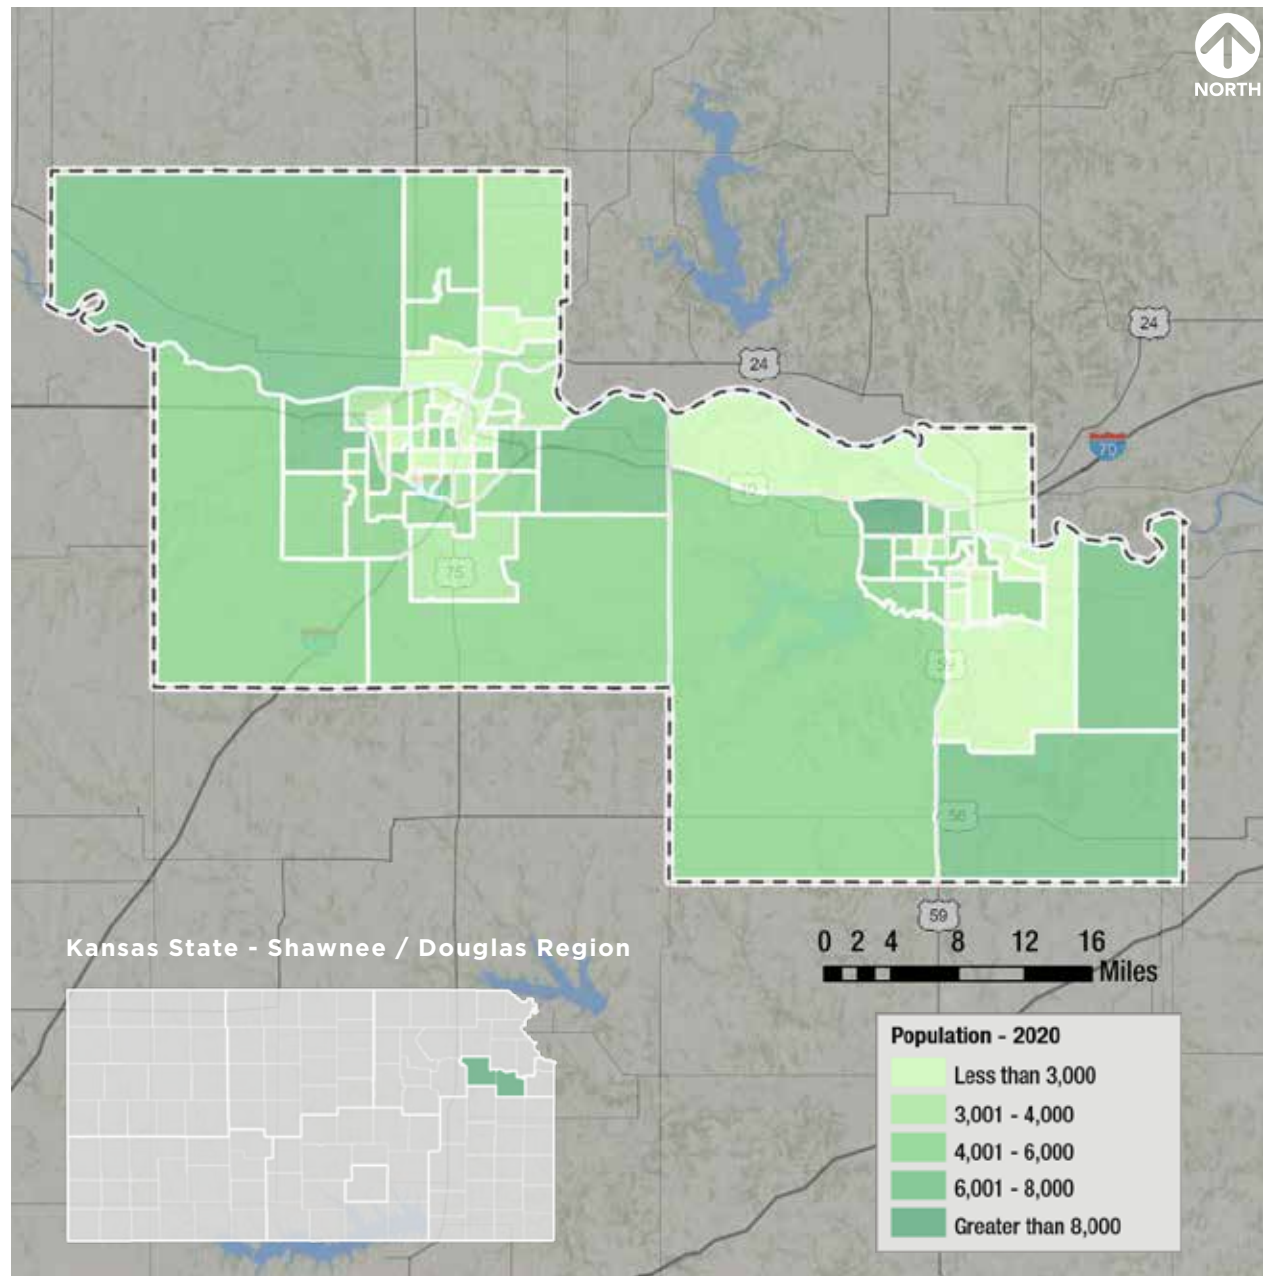 NORTH
24
24
70
70
75
59
56
59
Kansas State - Shawnee / Douglas Region
0 2 4 8 12 16
Miles
Population - 2020
Less than 3,000
3,001 - 4,000
4,001 - 6,000
6,001 - 8,000
Greater than 8,000